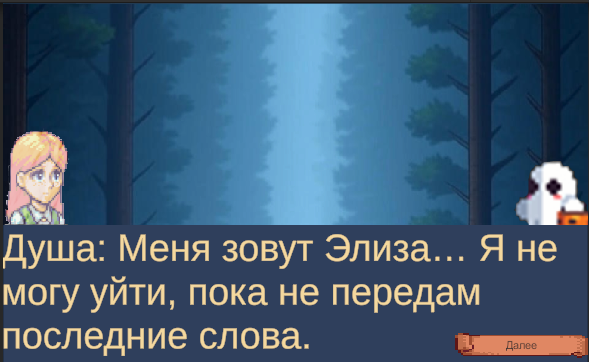 Душа: Меня зовут Элиза... Я не
могу уйти, пока не передам
последние слова.
Далее